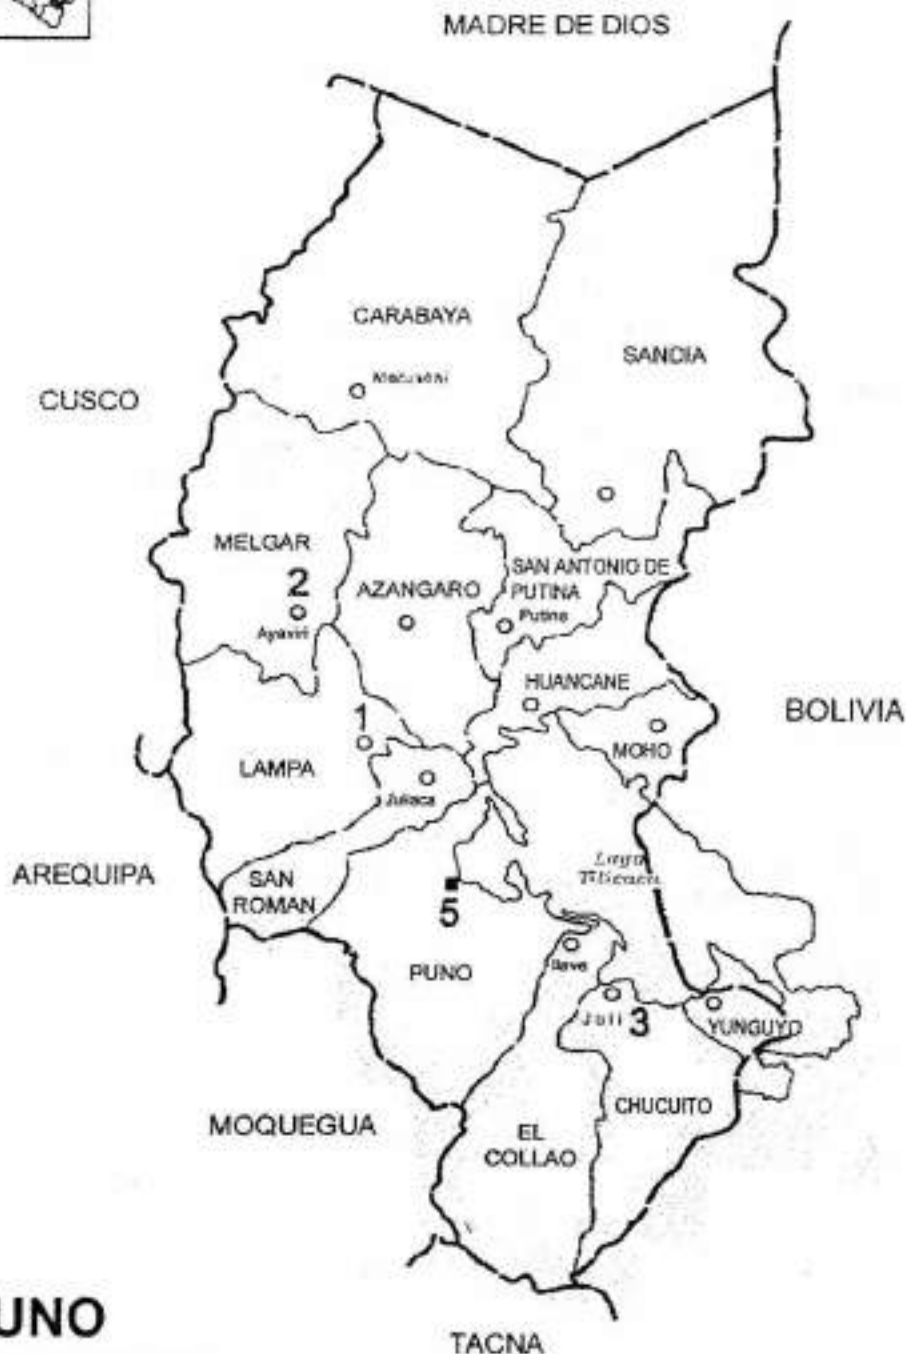 MADRE DE DIOS
CARABAYA
SANDIA
CUSCO
MELGAR
2
Ayaviri
AZANGARO
SAN ANTONIO DE
PUTINA
Putina
HUANCANE
BOLIVIA
1
MOHO
LAMPA
Juliaca
AREQUIPA
SAN
ROMAN
Lago
5
PUNO
Ilave
Juli
3
YUNGUYO
MOQUEGUA
CHUCUITO
EL
COLLAO
UNO
TACNA